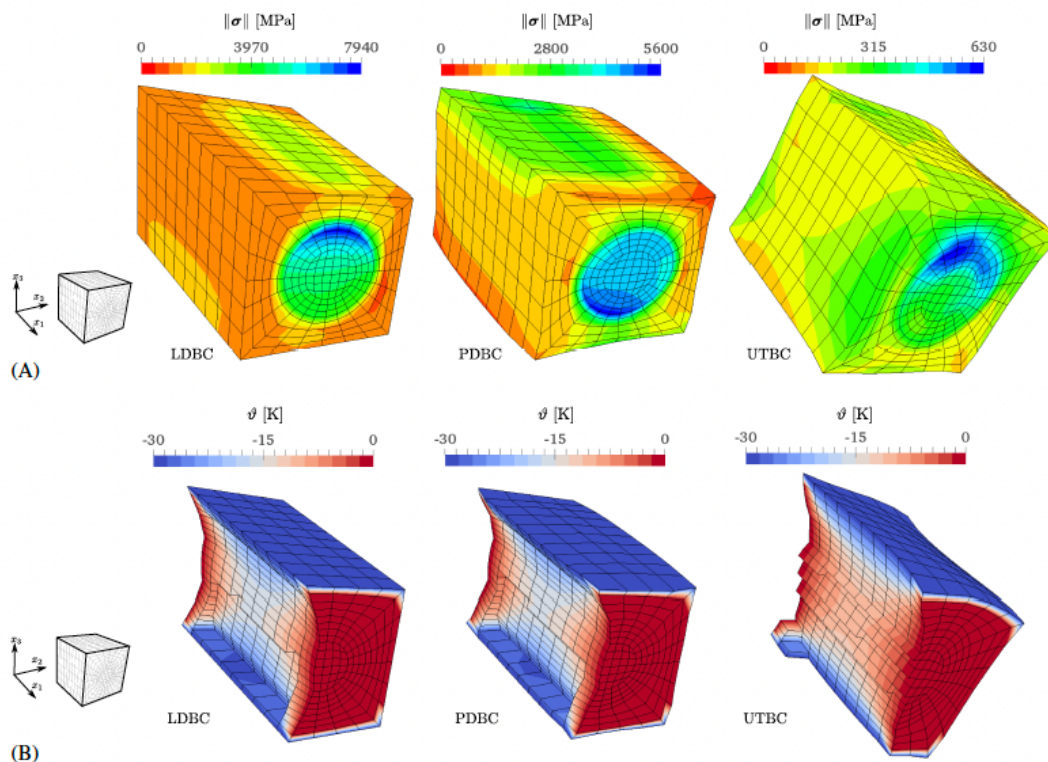 ‖σ‖ [MPa]
0 3970 7940
‖σ‖ [MPa]
0 2800 5600
‖σ‖ [MPa]
0 315 630
x₃
x₂
x₁
LDBC
PDBC
UTBC
(A)
ϑ [K]
-30 -15 0
ϑ [K]
-30 -15 0
ϑ [K]
-30 -15 0
x₃
x₂
x₁
LDBC
PDBC
UTBC
(B)